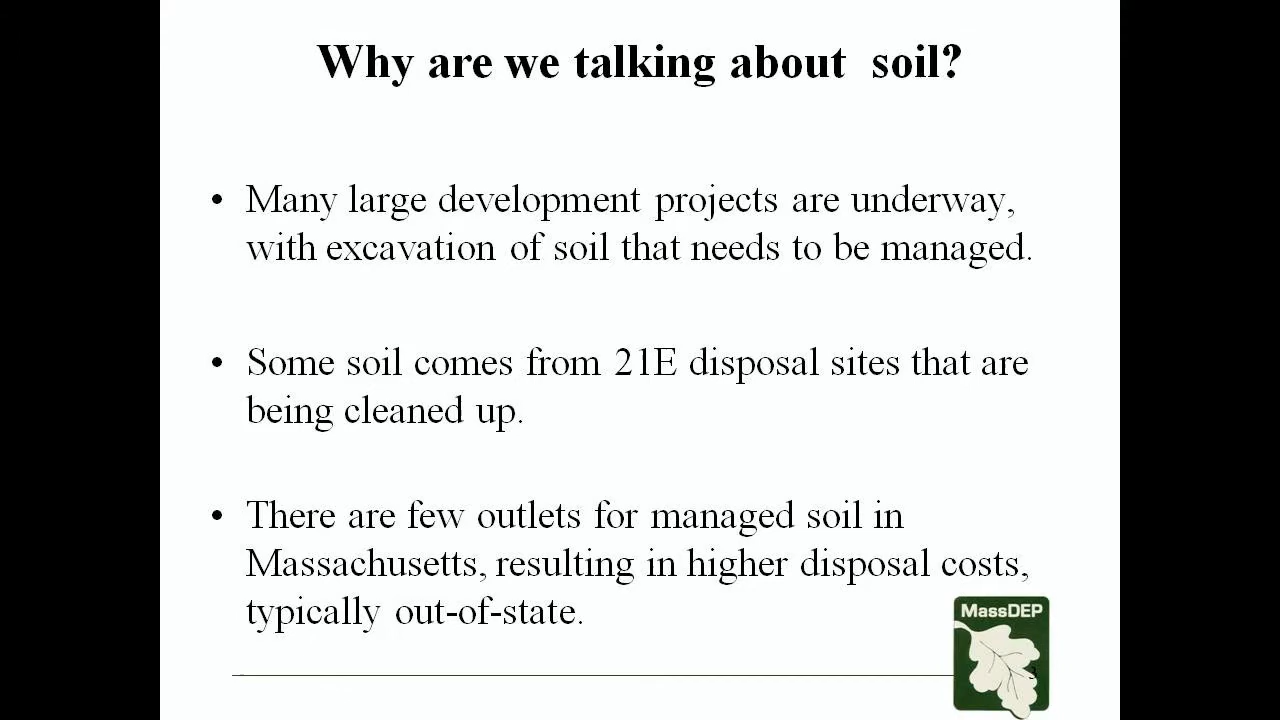 Why are we talking about  soil?
• Many large development projects are underway,
with excavation of soil that needs to be managed.
• Some soil comes from 21E disposal sites that are
being cleaned up.
• There are few outlets for managed soil in
Massachusetts, resulting in higher disposal costs,
typically out-of-state.
MassDEP
3